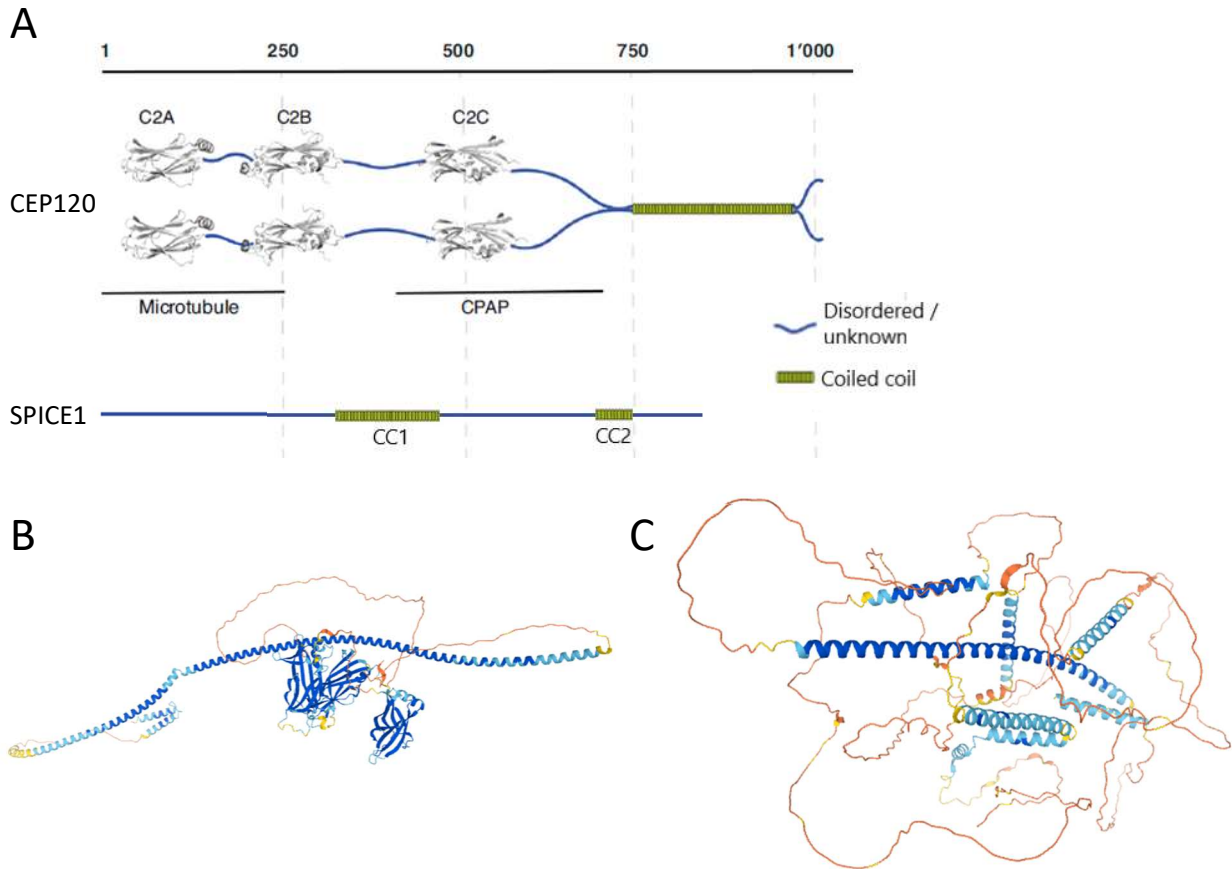 A
1 250 500 750 1’000
C2A C2B C2C
CEP120
Microtubule CPAP
Disordered /
unknown
Coiled coil
SPICE1
CC1 CC2
B C